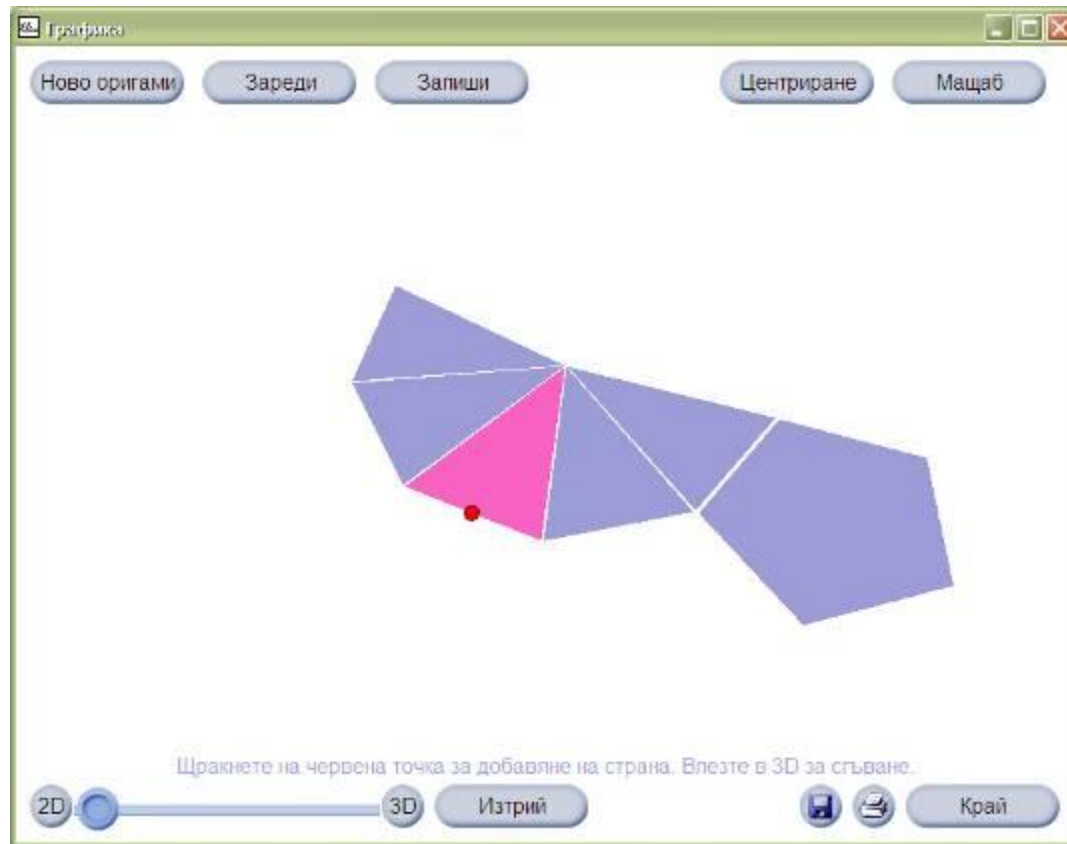 Графика
Ново оригами Зареди Запиши Центриране Мащаб
Щракнете на червена точка за добавяне на страна. Влезте в 3D за сгъване.
2D 3D Изтрий Край